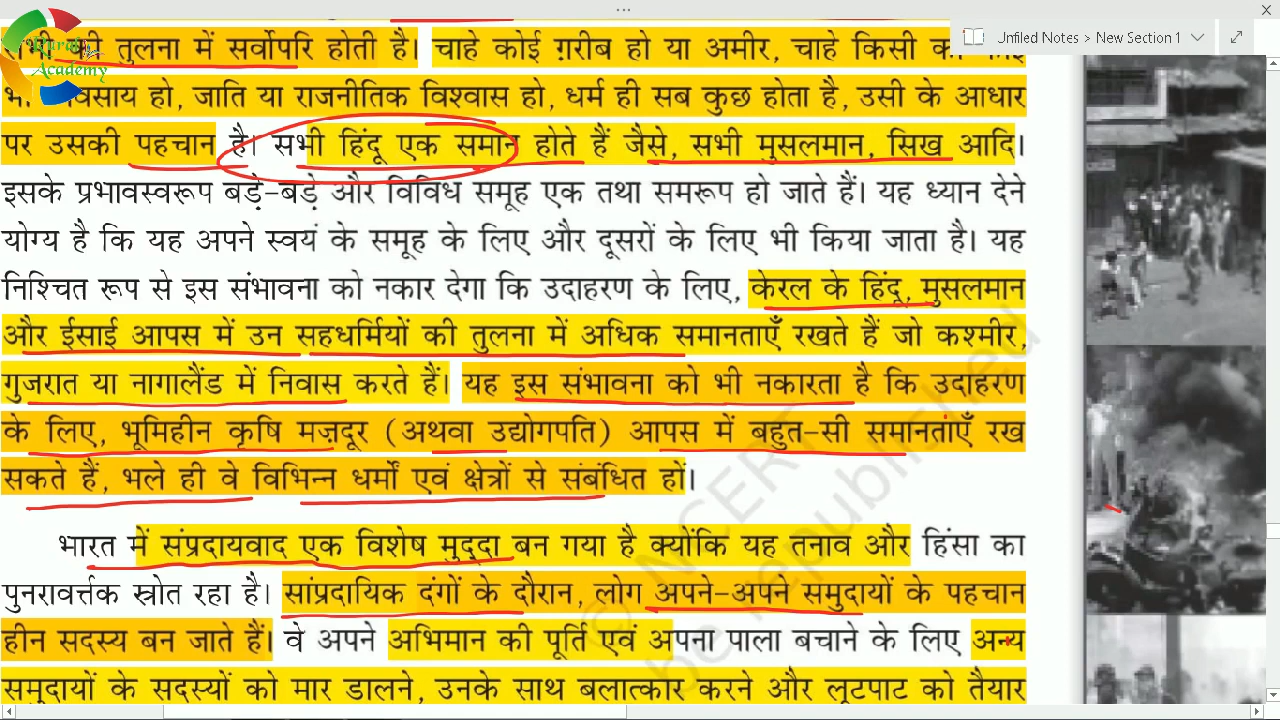 Rural
Academy
Unfiled Notes > New Section 1
की तुलना में सर्वोपरि होती है। चाहे कोई ग़रीब हो या अमीर, चाहे किसी
व्यवसाय हो, जाति या राजनीतिक विश्वास हो, धर्म ही सब कुछ होता है, उसी के आधार
पर उसकी पहचान है। सभी हिंदू एक समान होते हैं जैसे, सभी मुसलमान, सिख आदि।
इसके प्रभावस्वरूप बड़े-बड़े और विविध समूह एक तथा समरूप हो जाते हैं। यह ध्यान देने
योग्य है कि यह अपने स्वयं के समूह के लिए और दूसरों के लिए भी किया जाता है। यह
निश्चित रूप से इस संभावना को नकार देगा कि उदाहरण के लिए, केरल के हिंदू, मुसलमान
और ईसाई आपस में उन सहधर्मियों की तुलना में अधिक समानताएँ रखते हैं जो कश्मीर,
गुजरात या नागालैंड में निवास करते हैं। यह इस संभावना को भी नकारता है कि उदाहरण
के लिए, भूमिहीन कृषि मज़दूर (अथवा उद्योगपति) आपस में बहुत-सी समानताएँ रख
सकते हैं, भले ही वे विभिन्न धर्मों एवं क्षेत्रों से संबंधित हों।
भारत में संप्रदायवाद एक विशेष मुद्दा बन गया है क्योंकि यह तनाव और हिंसा का
पुनरावर्त्तक स्रोत रहा है। सांप्रदायिक दंगों के दौरान, लोग अपने-अपने समुदायों के पहचान
हीन सदस्य बन जाते हैं। वे अपने अभिमान की पूर्ति एवं अपना पाला बचाने के लिए अन्य
समुदायों के सदस्यों को मार डालने, उनके साथ बलात्कार करने और लूटपाट को तैयार
© NCERT
be republished